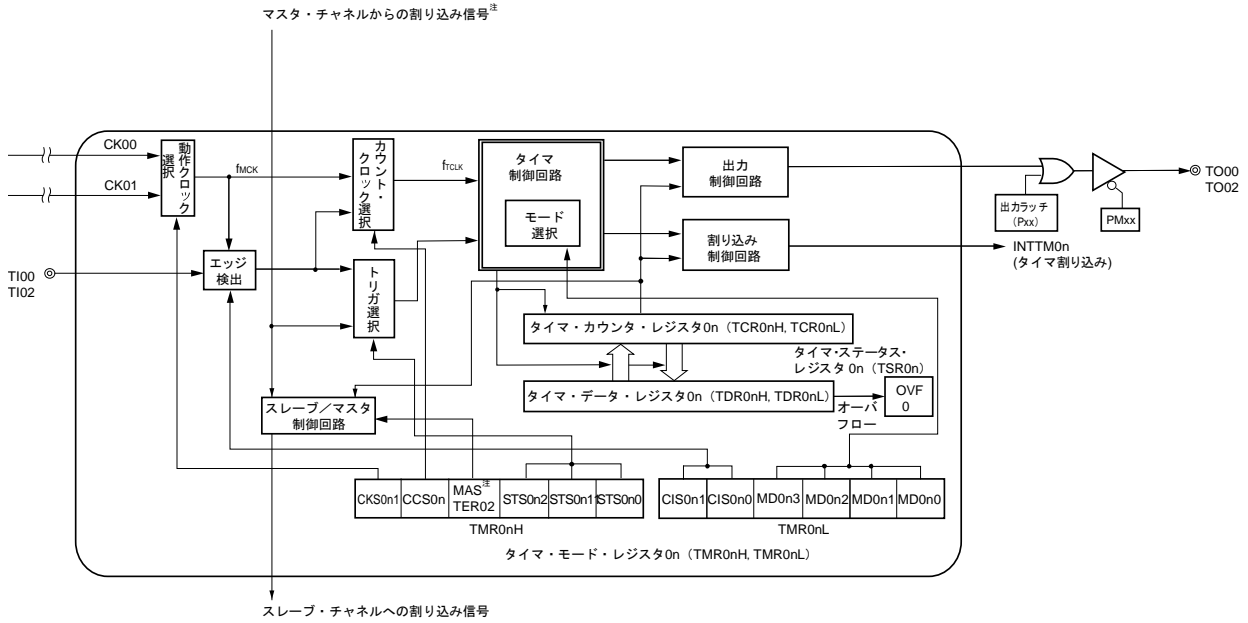 マスタ・チャネルからの割り込み信号注
CK00
CK01
動作クロック
選択
fMCK
カウント・
クロック選択
fTCLK
タイマ
制御回路
モード
選択
出力
制御回路
割り込み
制御回路
出力ラッチ
(Pxx)
PMxx
TO00
TO02
INTTM0n
(タイマ割り込み)
TI00
TI02
エッジ
検出
トリガ選択
タイマ・カウンタ・レジスタ0n(TCR0nH, TCR0nL)
タイマ・ステータス・
レジスタ 0n(TSR0n)
タイマ・データ・レジスタ0n(TDR0nH, TDR0nL)
オーバ
フロー
OVF
0
スレーブ/マスタ
制御回路
CKS0n1 CCS0n MAS注 TER02 STS0n2 STS0n1 STS0n0
TMR0nH
CIS0n1 CIS0n0 MD0n3 MD0n2 MD0n1 MD0n0
TMR0nL
タイマ・モード・レジスタ0n(TMR0nH, TMR0nL)
スレーブ・チャネルへの割り込み信号